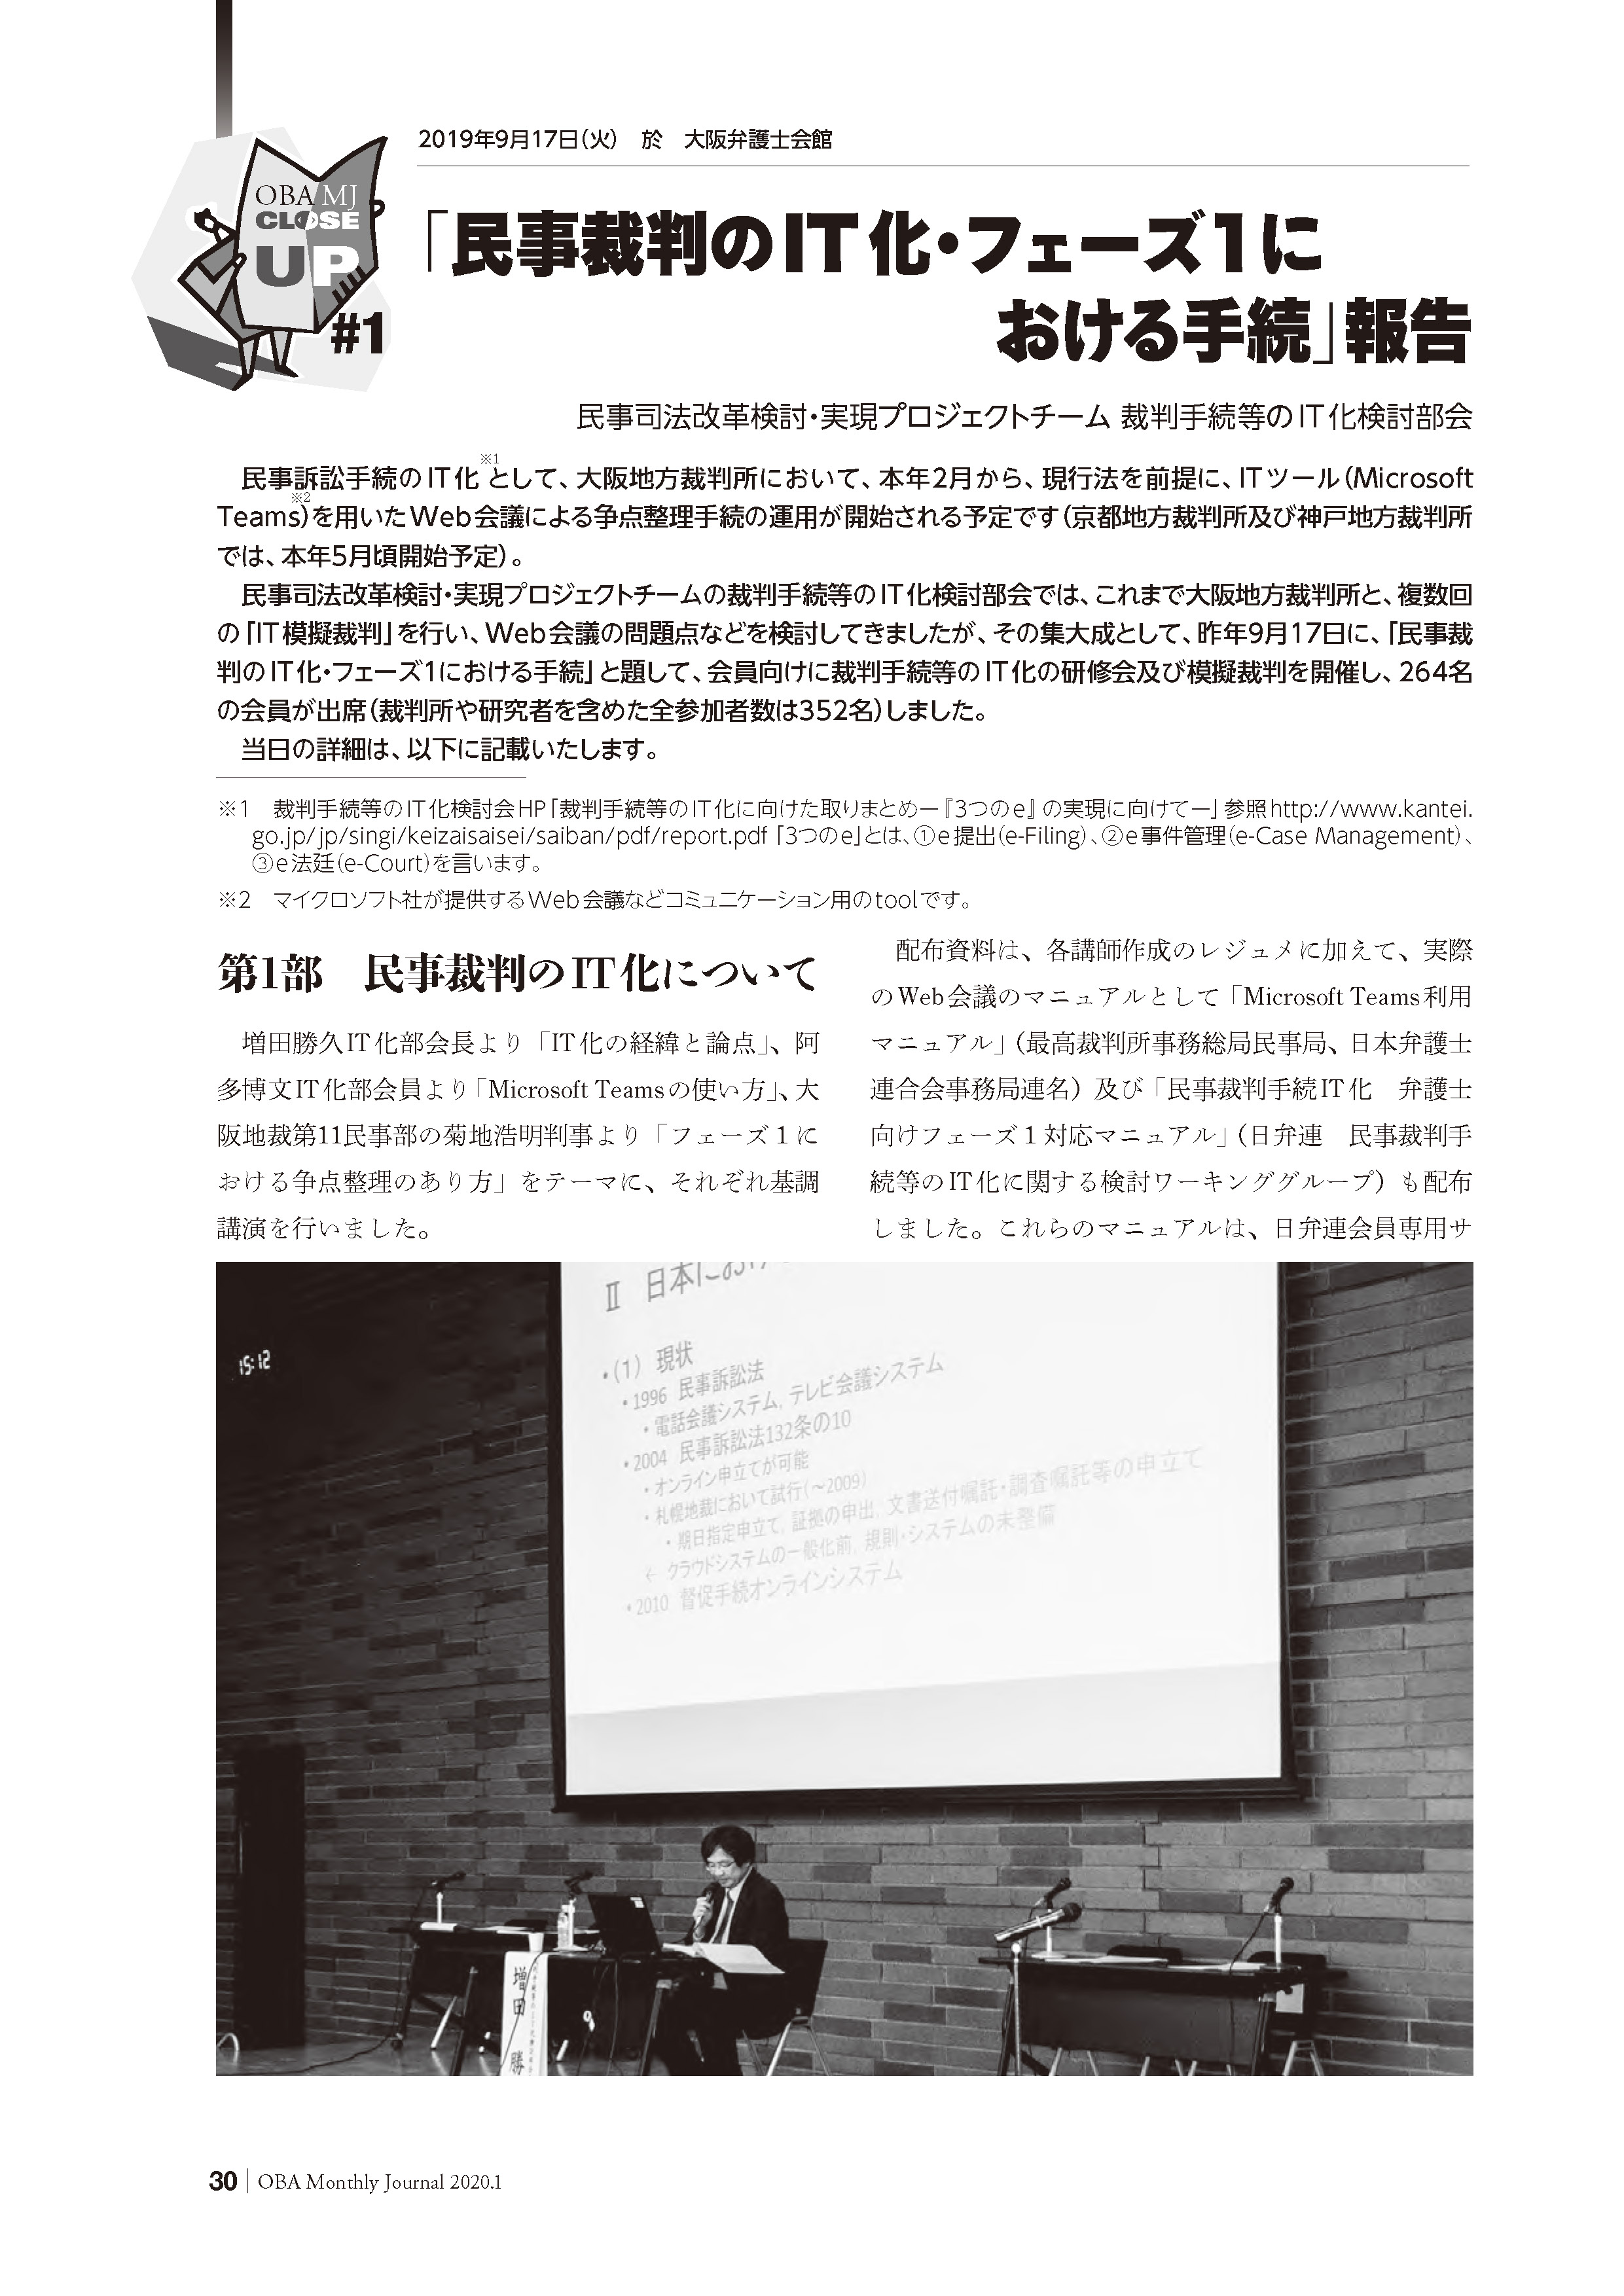 2019年9月17日(火) 於 大阪弁護士会館
OBA MJ
CLOSE
UP
#1
「民事裁判のIT化・フェーズ1に
おける手続」報告
民事司法改革検討・実現プロジェクトチーム 裁判手続等のIT化検討部会
民事訴訟手続のIT化※1として、大阪地方裁判所において、本年2月から、現行法を前提に、ITツール(Microsoft
Teams※2)を用いたWeb会議による争点整理手続の運用が開始される予定です(京都地方裁判所及び神戸地方裁判所
では、本年5月頃開始予定)。
民事司法改革検討・実現プロジェクトチームの裁判手続等のIT化検討部会では、これまで大阪地方裁判所と、複数回
の「IT模擬裁判」を行い、Web会議の問題点などを検討してきましたが、その集大成として、昨年9月17日に、「民事裁
判のIT化・フェーズ1における手続」と題して、会員向けに裁判手続等のIT化の研修会及び模擬裁判を開催し、264名
の会員が出席(裁判所や研究者を含めた全参加者数は352名)しました。
当日の詳細は、以下に記載いたします。
※1 裁判手続等のIT化検討会HP「裁判手続等のIT化に向けた取りまとめー『3つのe』の実現に向けてー」参照http://www.kantei.
go.jp/jp/singi/keizaisaisei/saiban/pdf/report.pdf「3つのe」とは、①e提出(e-Filing)、②e事件管理(e-Case Management)、
③e法廷(e-Court)を言います。
※2 マイクロソフト社が提供するWeb会議などコミュニケーション用のtoolです。
第1部 民事裁判のIT化について
増田勝久IT化部会長より「IT化の経緯と論点」、阿
多博文IT化部会員より「Microsoft Teamsの使い方」、大
阪地裁第11民事部の菊地浩明判事より「フェーズ1に
おける争点整理のあり方」をテーマに、それぞれ基調
講演を行いました。
配布資料は、各講師作成のレジュメに加えて、実際
のWeb会議のマニュアルとして「Microsoft Teams利用
マニュアル」(最高裁判所事務総局民事局、日本弁護士
連合会事務局連名)及び「民事裁判手続IT化 弁護士
向けフェーズ1対応マニュアル」(日弁連 民事裁判手
続等のIT化に関する検討ワーキンググループ)も配布
しました。これらのマニュアルは、日弁連会員専用サ
15:12
Ⅱ 日本におけ
・(1) 現状
・1996 民事訴訟法
・電話会議システム, テレビ会議システム
・2004 民事訴訟法132条の10
・オンライン申立てが可能
・札幌地裁において試行(～2009)
・期日指定申立て, 証拠の申出, 文書送付嘱託・調査嘱託等の申立て
← クラウドシステムの一般化前, 規則・システムの未整備
・2010 督促手続オンラインシステム
増田 勝
30 OBA Monthly Journal 2020.1